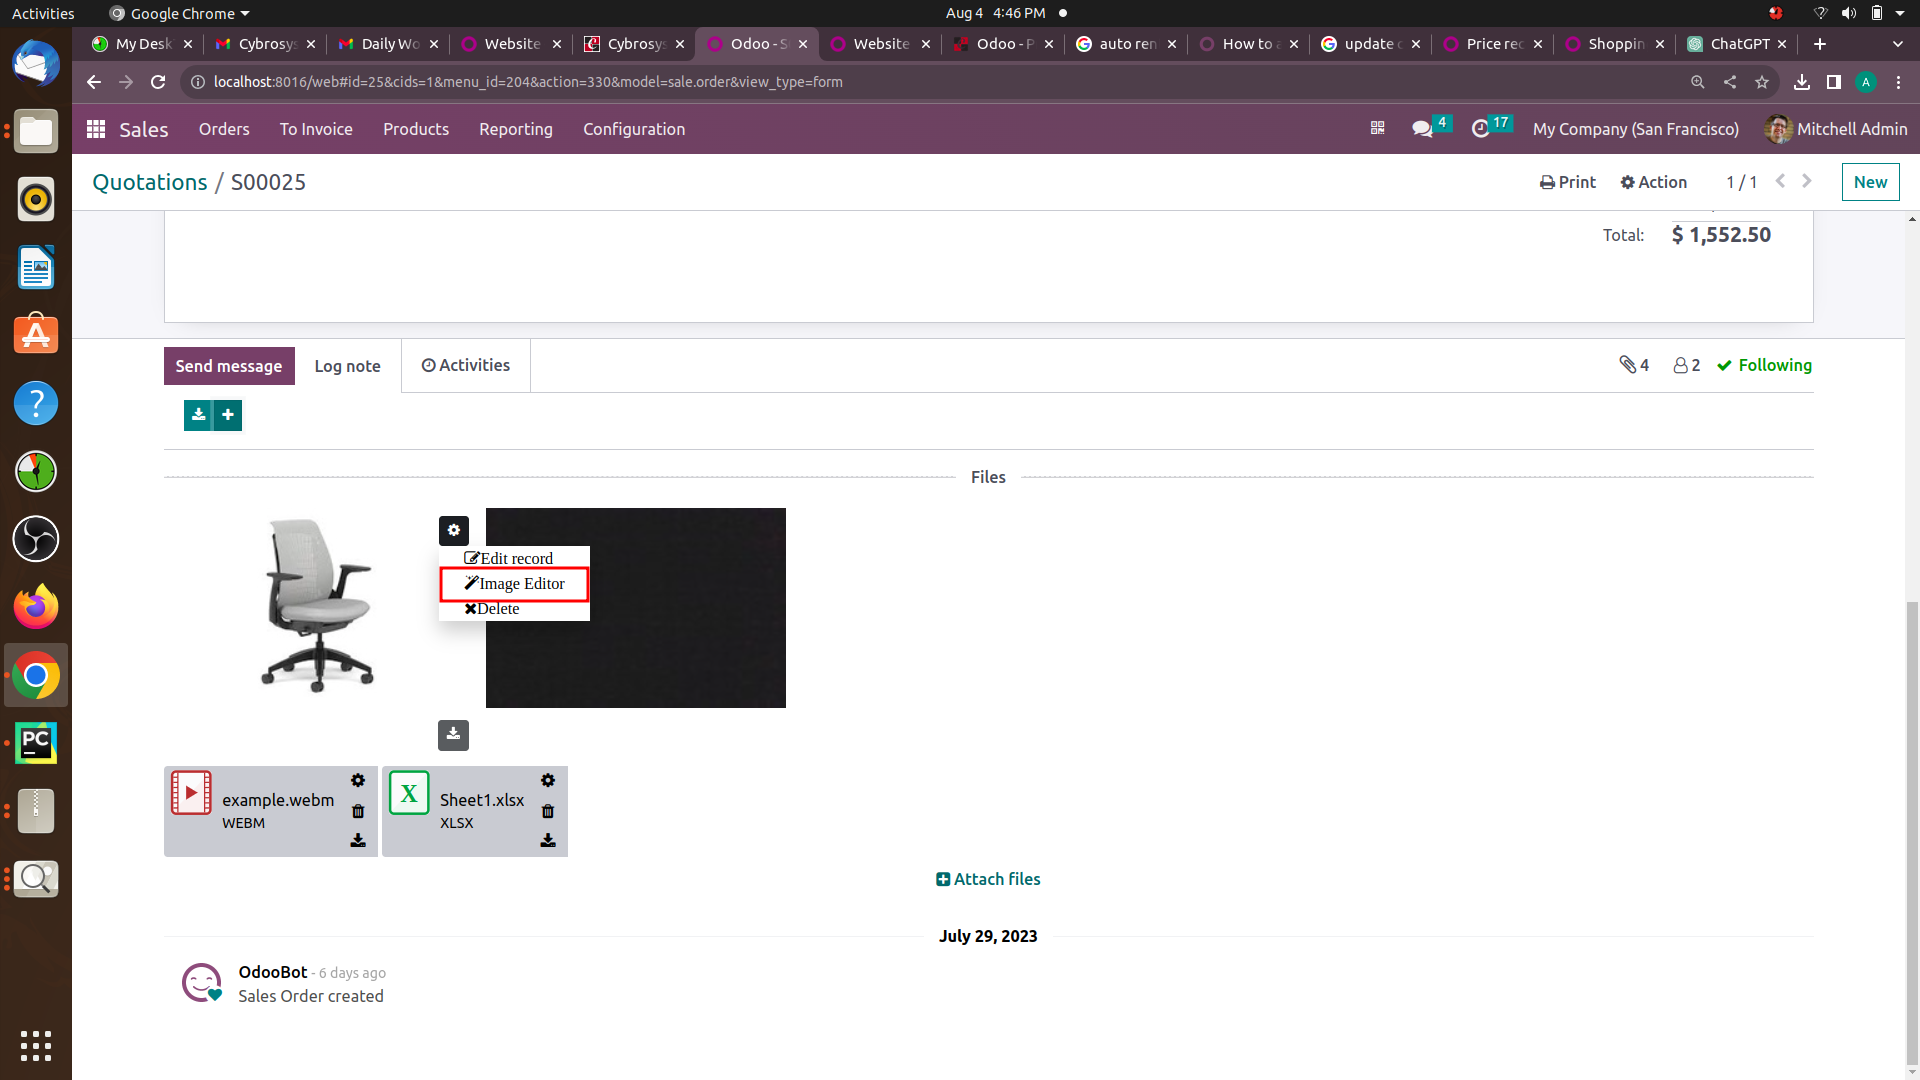 Activities Google Chrome Aug 4 4:46 PM
My Desk Cybrosys Daily Wo Website Cybrosys Odoo - S Website Odoo - P auto ren How to a update Price rec Shoppin ChatGPT
localhost:8016/web#id=25&cids=1&menu_id=204&action=330&model=sale.order&view_type=form A
Sales Orders To Invoice Products Reporting Configuration 4 17 My Company (San Francisco) Mitchell Admin
Quotations / S00025 Print Action 1 / 1 New
Total: $ 1,552.50
Send message Log note Activities 4 2 Following
Files
Edit record
Image Editor
Delete
example.webm
WEBM
X Sheet1.xlsx
XLSX
Attach files
July 29, 2023
OdooBot - 6 days ago
Sales Order created
PC